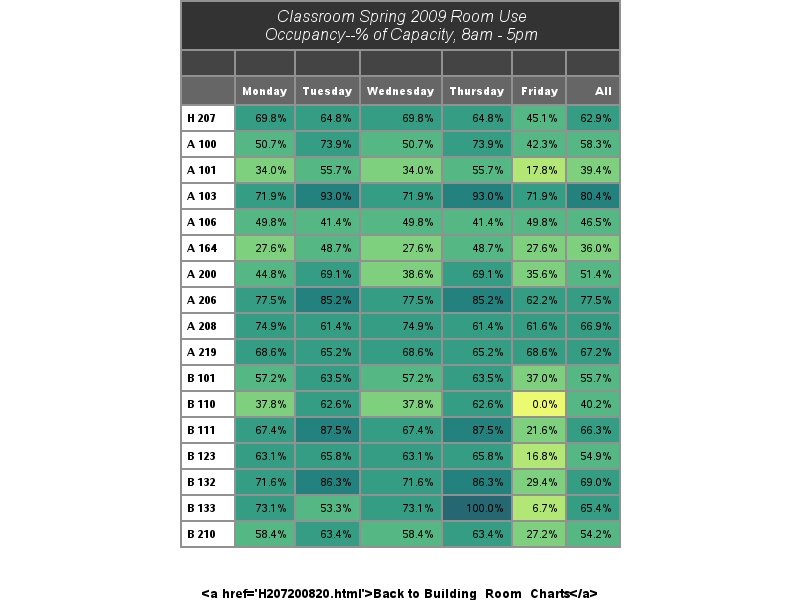 Classroom Spring 2009 Room Use
Occupancy--% of Capacity, 8am - 5pm
Monday Tuesday Wednesday Thursday Friday All
H 207 69.8% 64.8% 69.8% 64.8% 45.1% 62.9%
A 100 50.7% 73.9% 50.7% 73.9% 42.3% 58.3%
A 101 34.0% 55.7% 34.0% 55.7% 17.8% 39.4%
A 103 71.9% 93.0% 71.9% 93.0% 71.9% 80.4%
A 106 49.8% 41.4% 49.8% 41.4% 49.8% 46.5%
A 164 27.6% 48.7% 27.6% 48.7% 27.6% 36.0%
A 200 44.8% 69.1% 38.6% 69.1% 35.6% 51.4%
A 206 77.5% 85.2% 77.5% 85.2% 62.2% 77.5%
A 208 74.9% 61.4% 74.9% 61.4% 61.6% 66.9%
A 219 68.6% 65.2% 68.6% 65.2% 68.6% 67.2%
B 101 57.2% 63.5% 57.2% 63.5% 37.0% 55.7%
B 110 37.8% 62.6% 37.8% 62.6% 0.0% 40.2%
B 111 67.4% 87.5% 67.4% 87.5% 21.6% 66.3%
B 123 63.1% 65.8% 63.1% 65.8% 16.8% 54.9%
B 132 71.6% 86.3% 71.6% 86.3% 29.4% 69.0%
B 133 73.1% 53.3% 73.1% 100.0% 6.7% 65.4%
B 210 58.4% 63.4% 58.4% 63.4% 27.2% 54.2%
<a href='H207200820.html'>Back to Building_Room_Charts</a>